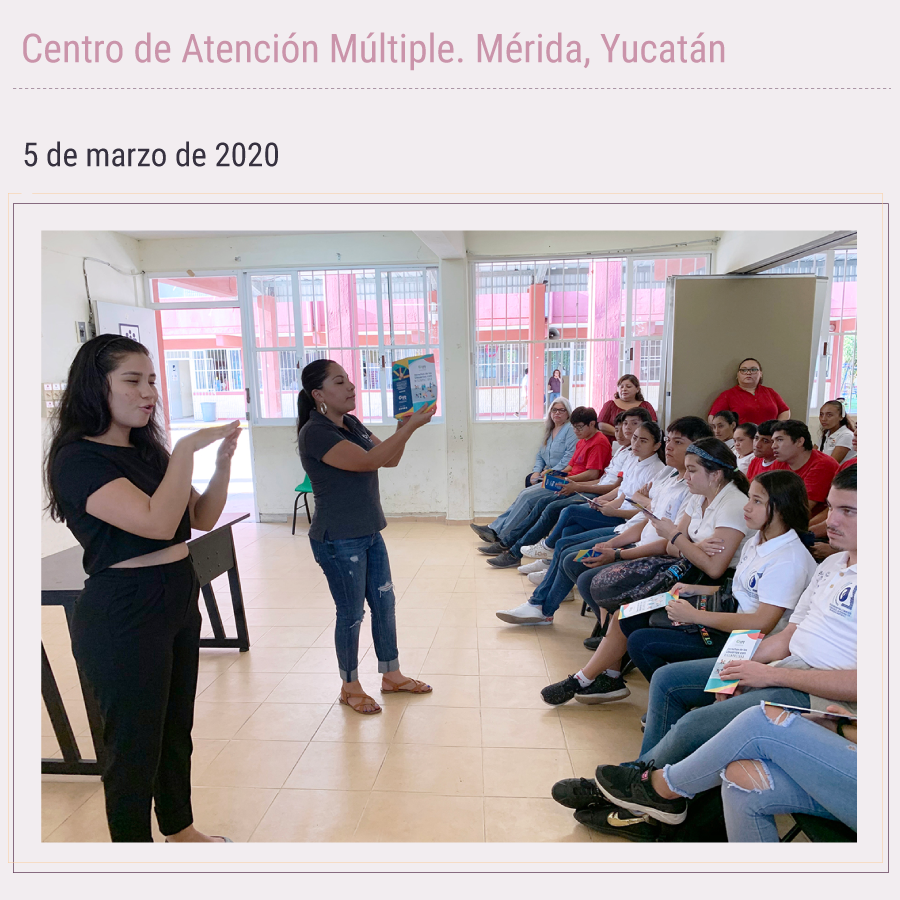 Centro de Atención Múltiple. Mérida, Yucatán
5 de marzo de 2020